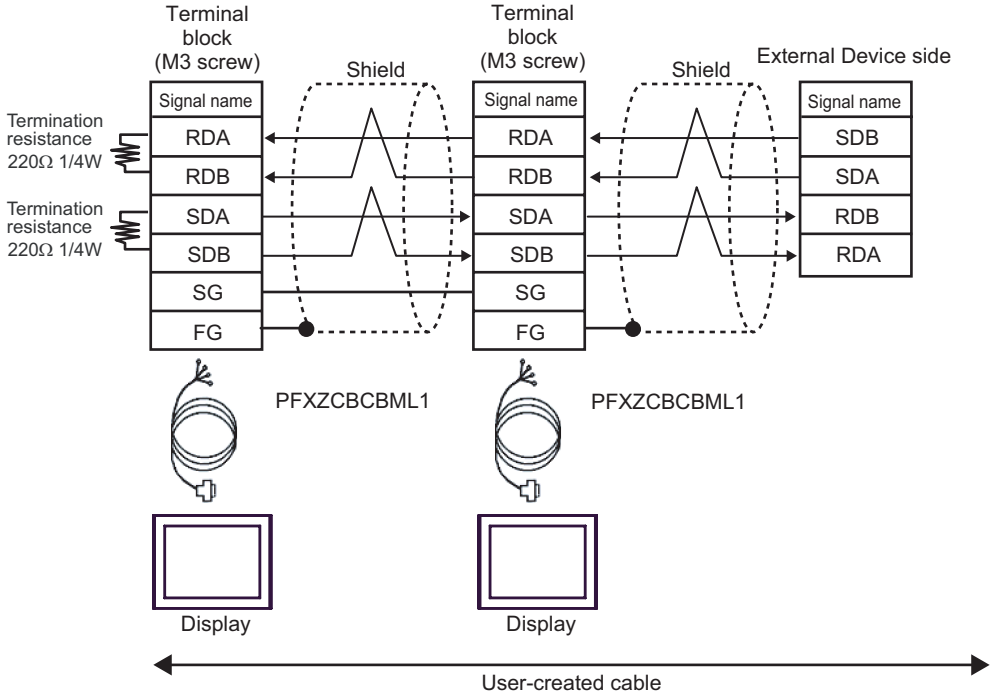 Terminal
block
(M3 screw)
Terminal
block
(M3 screw)
External Device side
Shield
Shield
Signal name
Signal name
Signal name
Termination
resistance
220Ω 1/4W
RDA
RDA
SDB
RDB
RDB
SDA
Termination
resistance
220Ω 1/4W
SDA
SDA
RDB
SDB
SDB
RDA
SG
SG
FG
FG
PFXZCBCBML1
PFXZCBCBML1
Display
Display
User-created cable